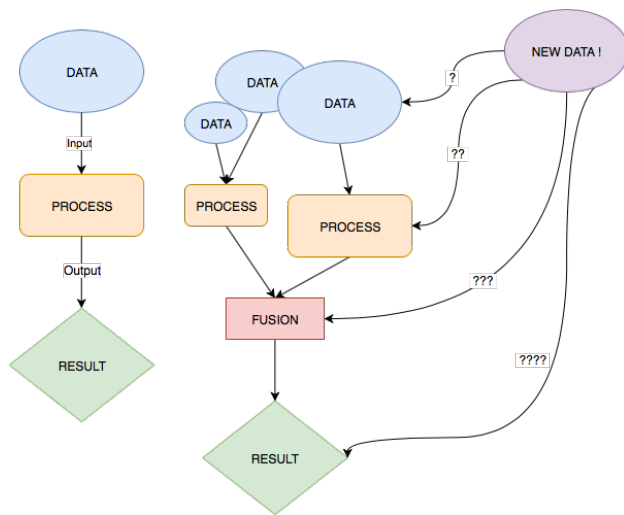 NEW DATA !
DATA
DATA
?
DATA
DATA
Input
??
PROCESS
PROCESS
PROCESS
Output
???
FUSION
????
RESULT
RESULT